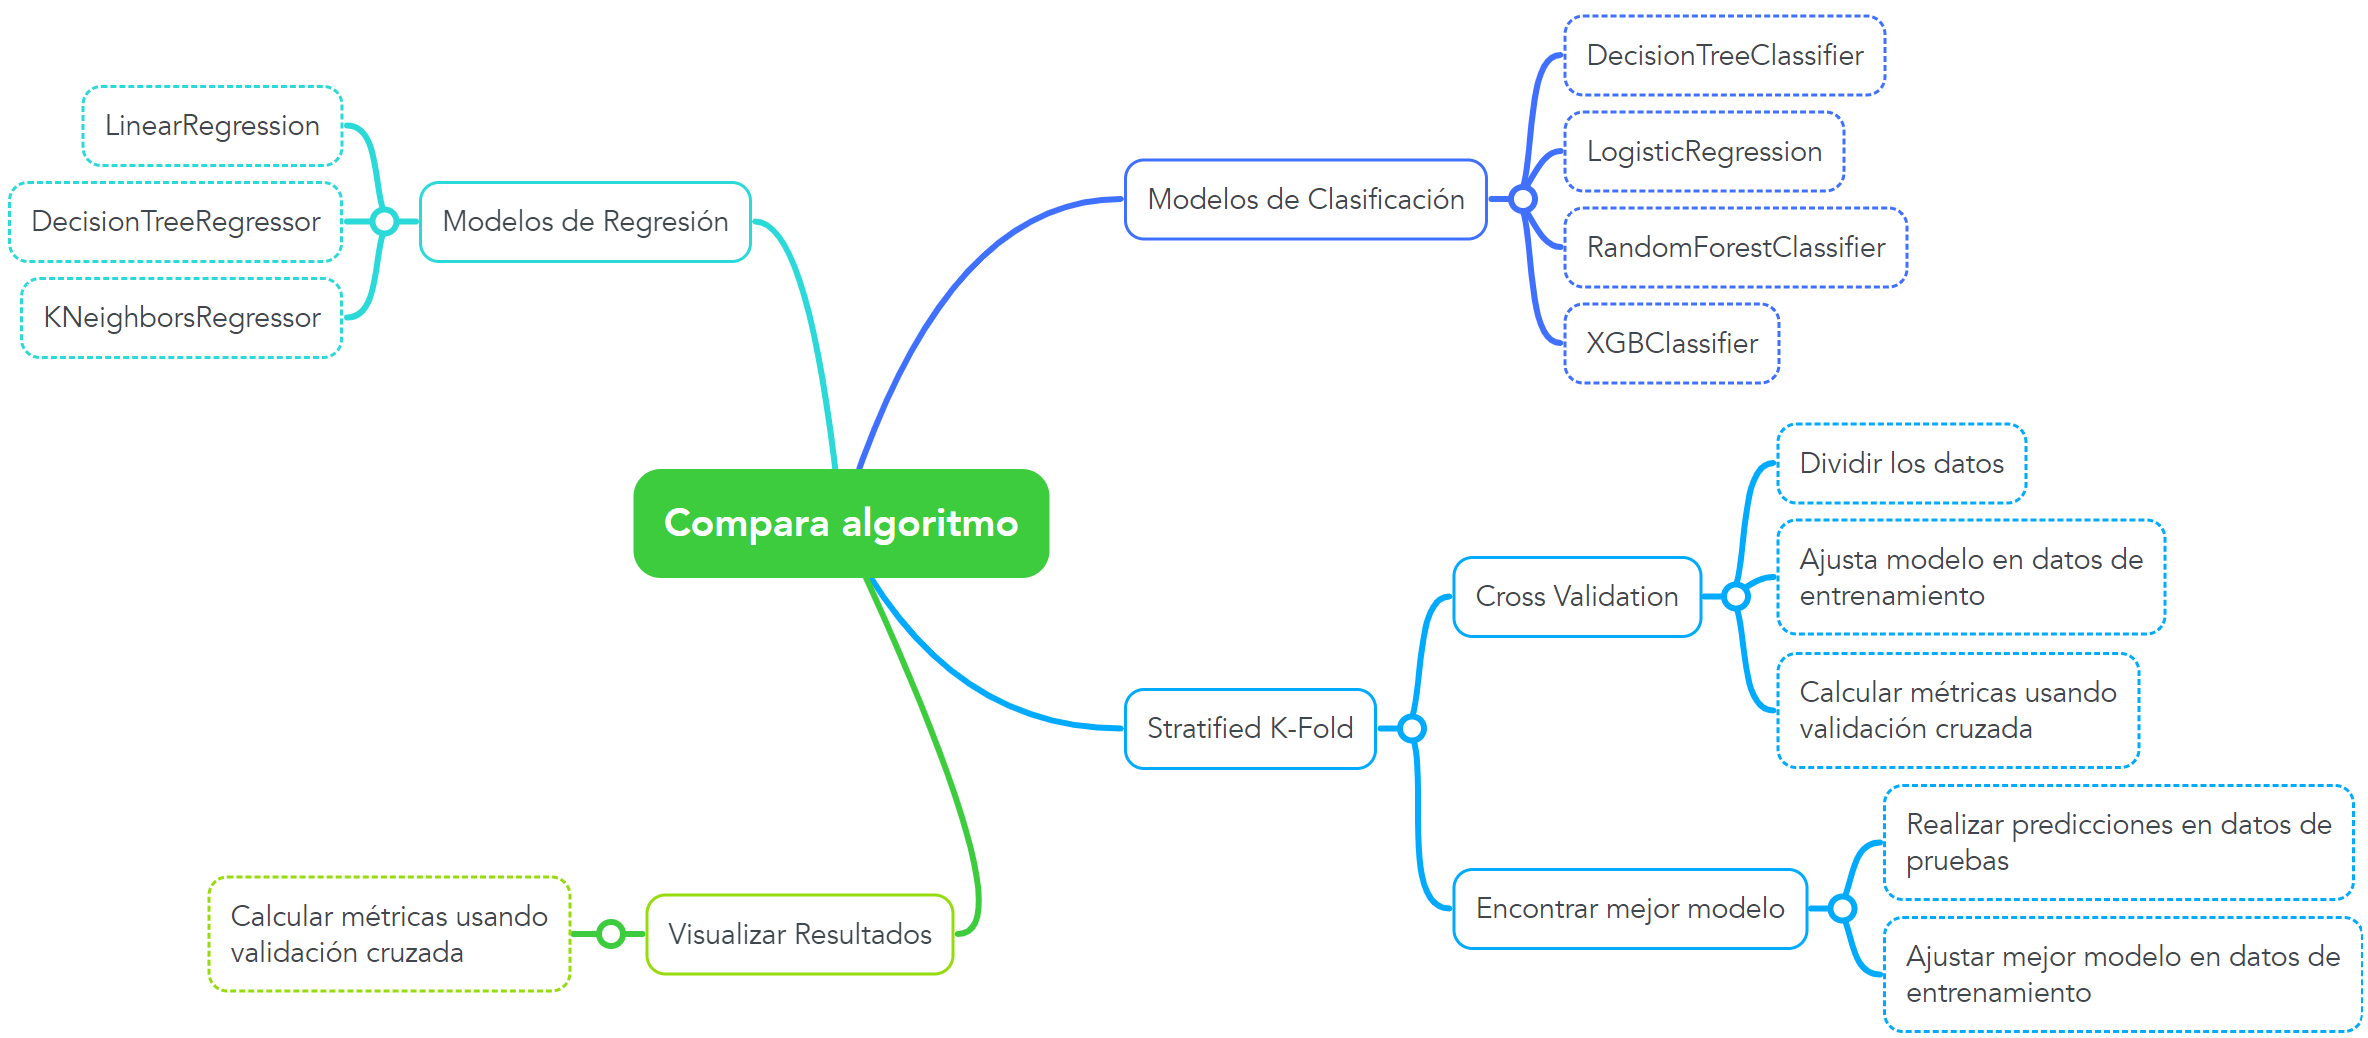 Compara algoritmo
Modelos de Clasificación
DecisionTreeClassifier
LogisticRegression
RandomForestClassifier
XGBClassifier
Stratified K-Fold
Cross Validation
Dividir los datos
Ajusta modelo en datos de
entrenamiento
Calcular métricas usando
validación cruzada
Encontrar mejor modelo
Realizar predicciones en datos de
pruebas
Ajustar mejor modelo en datos de
entrenamiento
Visualizar Resultados
Calcular métricas usando
validación cruzada
Modelos de Regresión
LinearRegression
DecisionTreeRegressor
KNeighborsRegressor